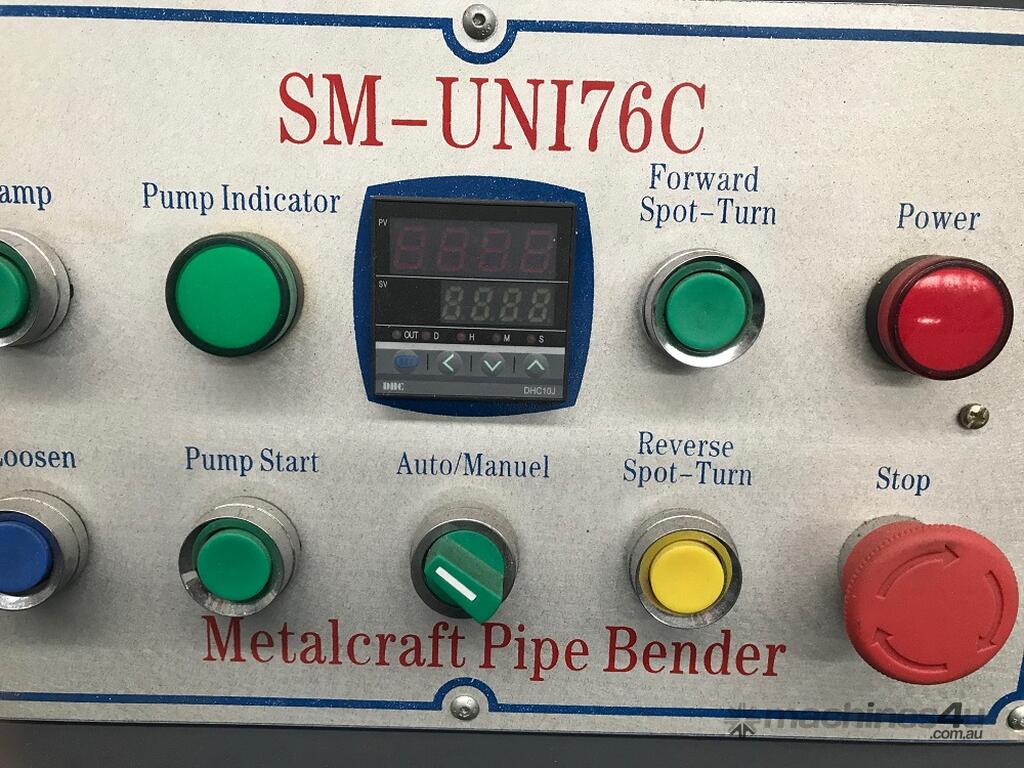 SM-UNI76C
amp
Pump Indicator
Forward
Spot-Turn
Power
PV
SV
OUT D H M S
DHC
DHC10J
Loosen
Pump Start
Auto/Manuel
Reverse
Spot-Turn
Stop
Metalcraft Pipe Bender
machines4u
.com.au